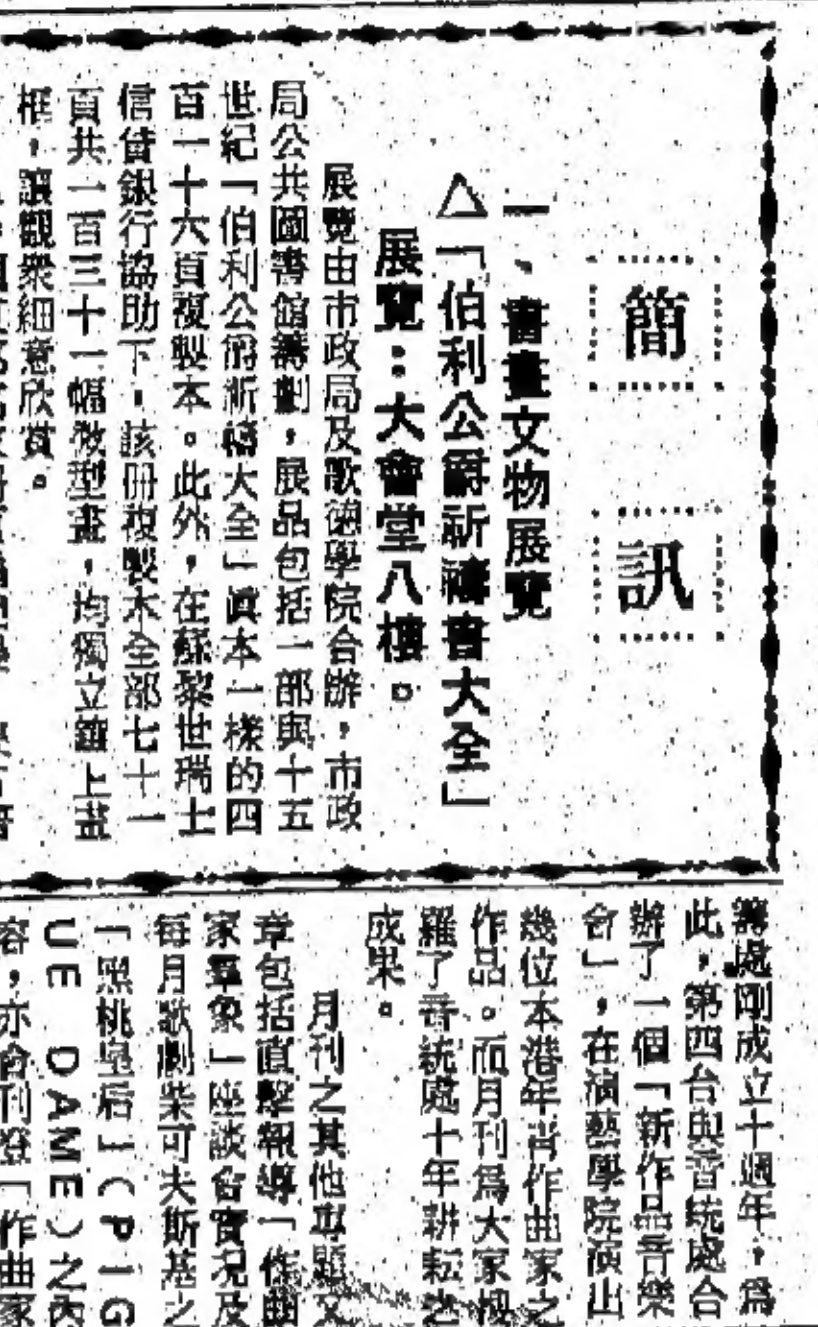 簡訊
一、書畫文物展覽
△「伯利公爵祈禱書大全」
展覽：大會堂八樓。
展覽由市政局及歌德學院合辦，市政
局公共圖書館籌劃，展品包括一部與十五
世紀「伯利公爵祈禱大全」眞本一樣的四
百一十六頁複製本。此外，在蘇黎世瑞士
信貸銀行協助下，該冊複製本全部七十一
頁共一百三十一幅微型畫，均獨立鑲上畫
框，讓觀衆細意欣賞。
籌處剛成立十週年，爲
此，第四台與音統處合
辦了一個「新作品音樂
會」，在演藝學院演出
幾位本港年青作曲家之
作品。而月刊爲大家搜
羅了音統處十年耕耘之
成果。
月刊之其他專題文
章包括直擊報導「作曲
家羣象」座談會實況及
每月歌劇柴可夫斯基之
「黑桃皇后」（PIG
UE DAME）之內
容，亦會刊登「作曲家